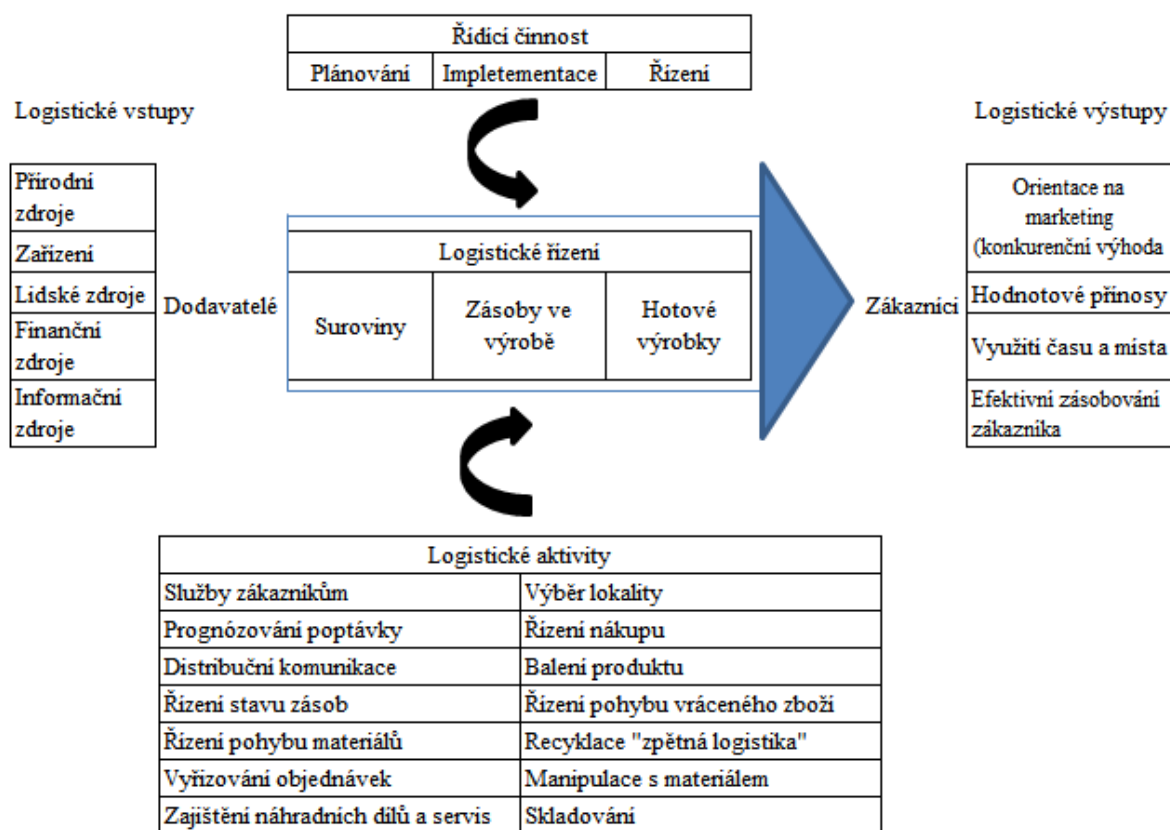 Řídící činnost
Plánování Impletementace Řízení
Logistické vstupy
Logistické výstupy
Přírodní
zdroje
Zařízení
Lidské zdroje
Finanční
zdroje
Informační
zdroje
Dodavatelé
Logistické řízení
Suroviny
Zásoby ve
výrobě
Hotové
výrobky
Zákazníci
Orientace na
marketing
(konkurenční výhoda
Hodnotové přínosy
Využití času a místa
Efektivní zásobování
zákazníka
Logistické aktivity
Služby zákazníkům Výběr lokality
Prognózování poptávky Řízení nákupu
Distribuční komunikace Balení produktu
Řízení stavu zásob Řízení pohybu vráceného zboží
Řízení pohybu materiálů Recyklace "zpětná logistika"
Vyřizování objednávek Manipulace s materiálem
Zajištění náhradních dílů a servis Skladování